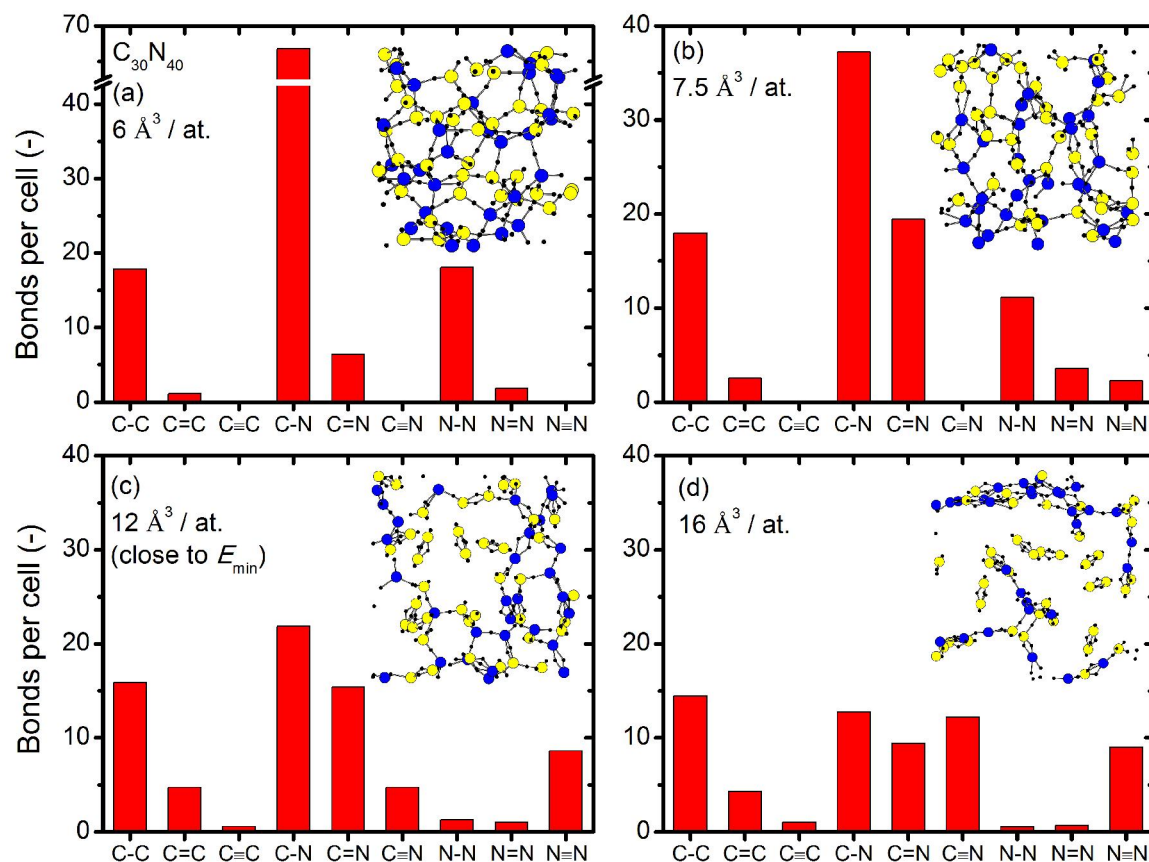 C₃₀N₄₀
(a)
6 Å³ / at.
Bonds per cell (-)
70
40
30
20
10
0
C-C C=C C≡C C-N C=N C≡N N-N N=N N≡N
(b)
7.5 Å³ / at.
40
30
20
10
0
C-C C=C C≡C C-N C=N C≡N N-N N=N N≡N
(c)
12 Å³ / at.
(close to Eₘᵢₙ)
Bonds per cell (-)
40
30
20
10
0
C-C C=C C≡C C-N C=N C≡N N-N N=N N≡N
(d)
16 Å³ / at.
40
30
20
10
0
C-C C=C C≡C C-N C=N C≡N N-N N=N N≡N